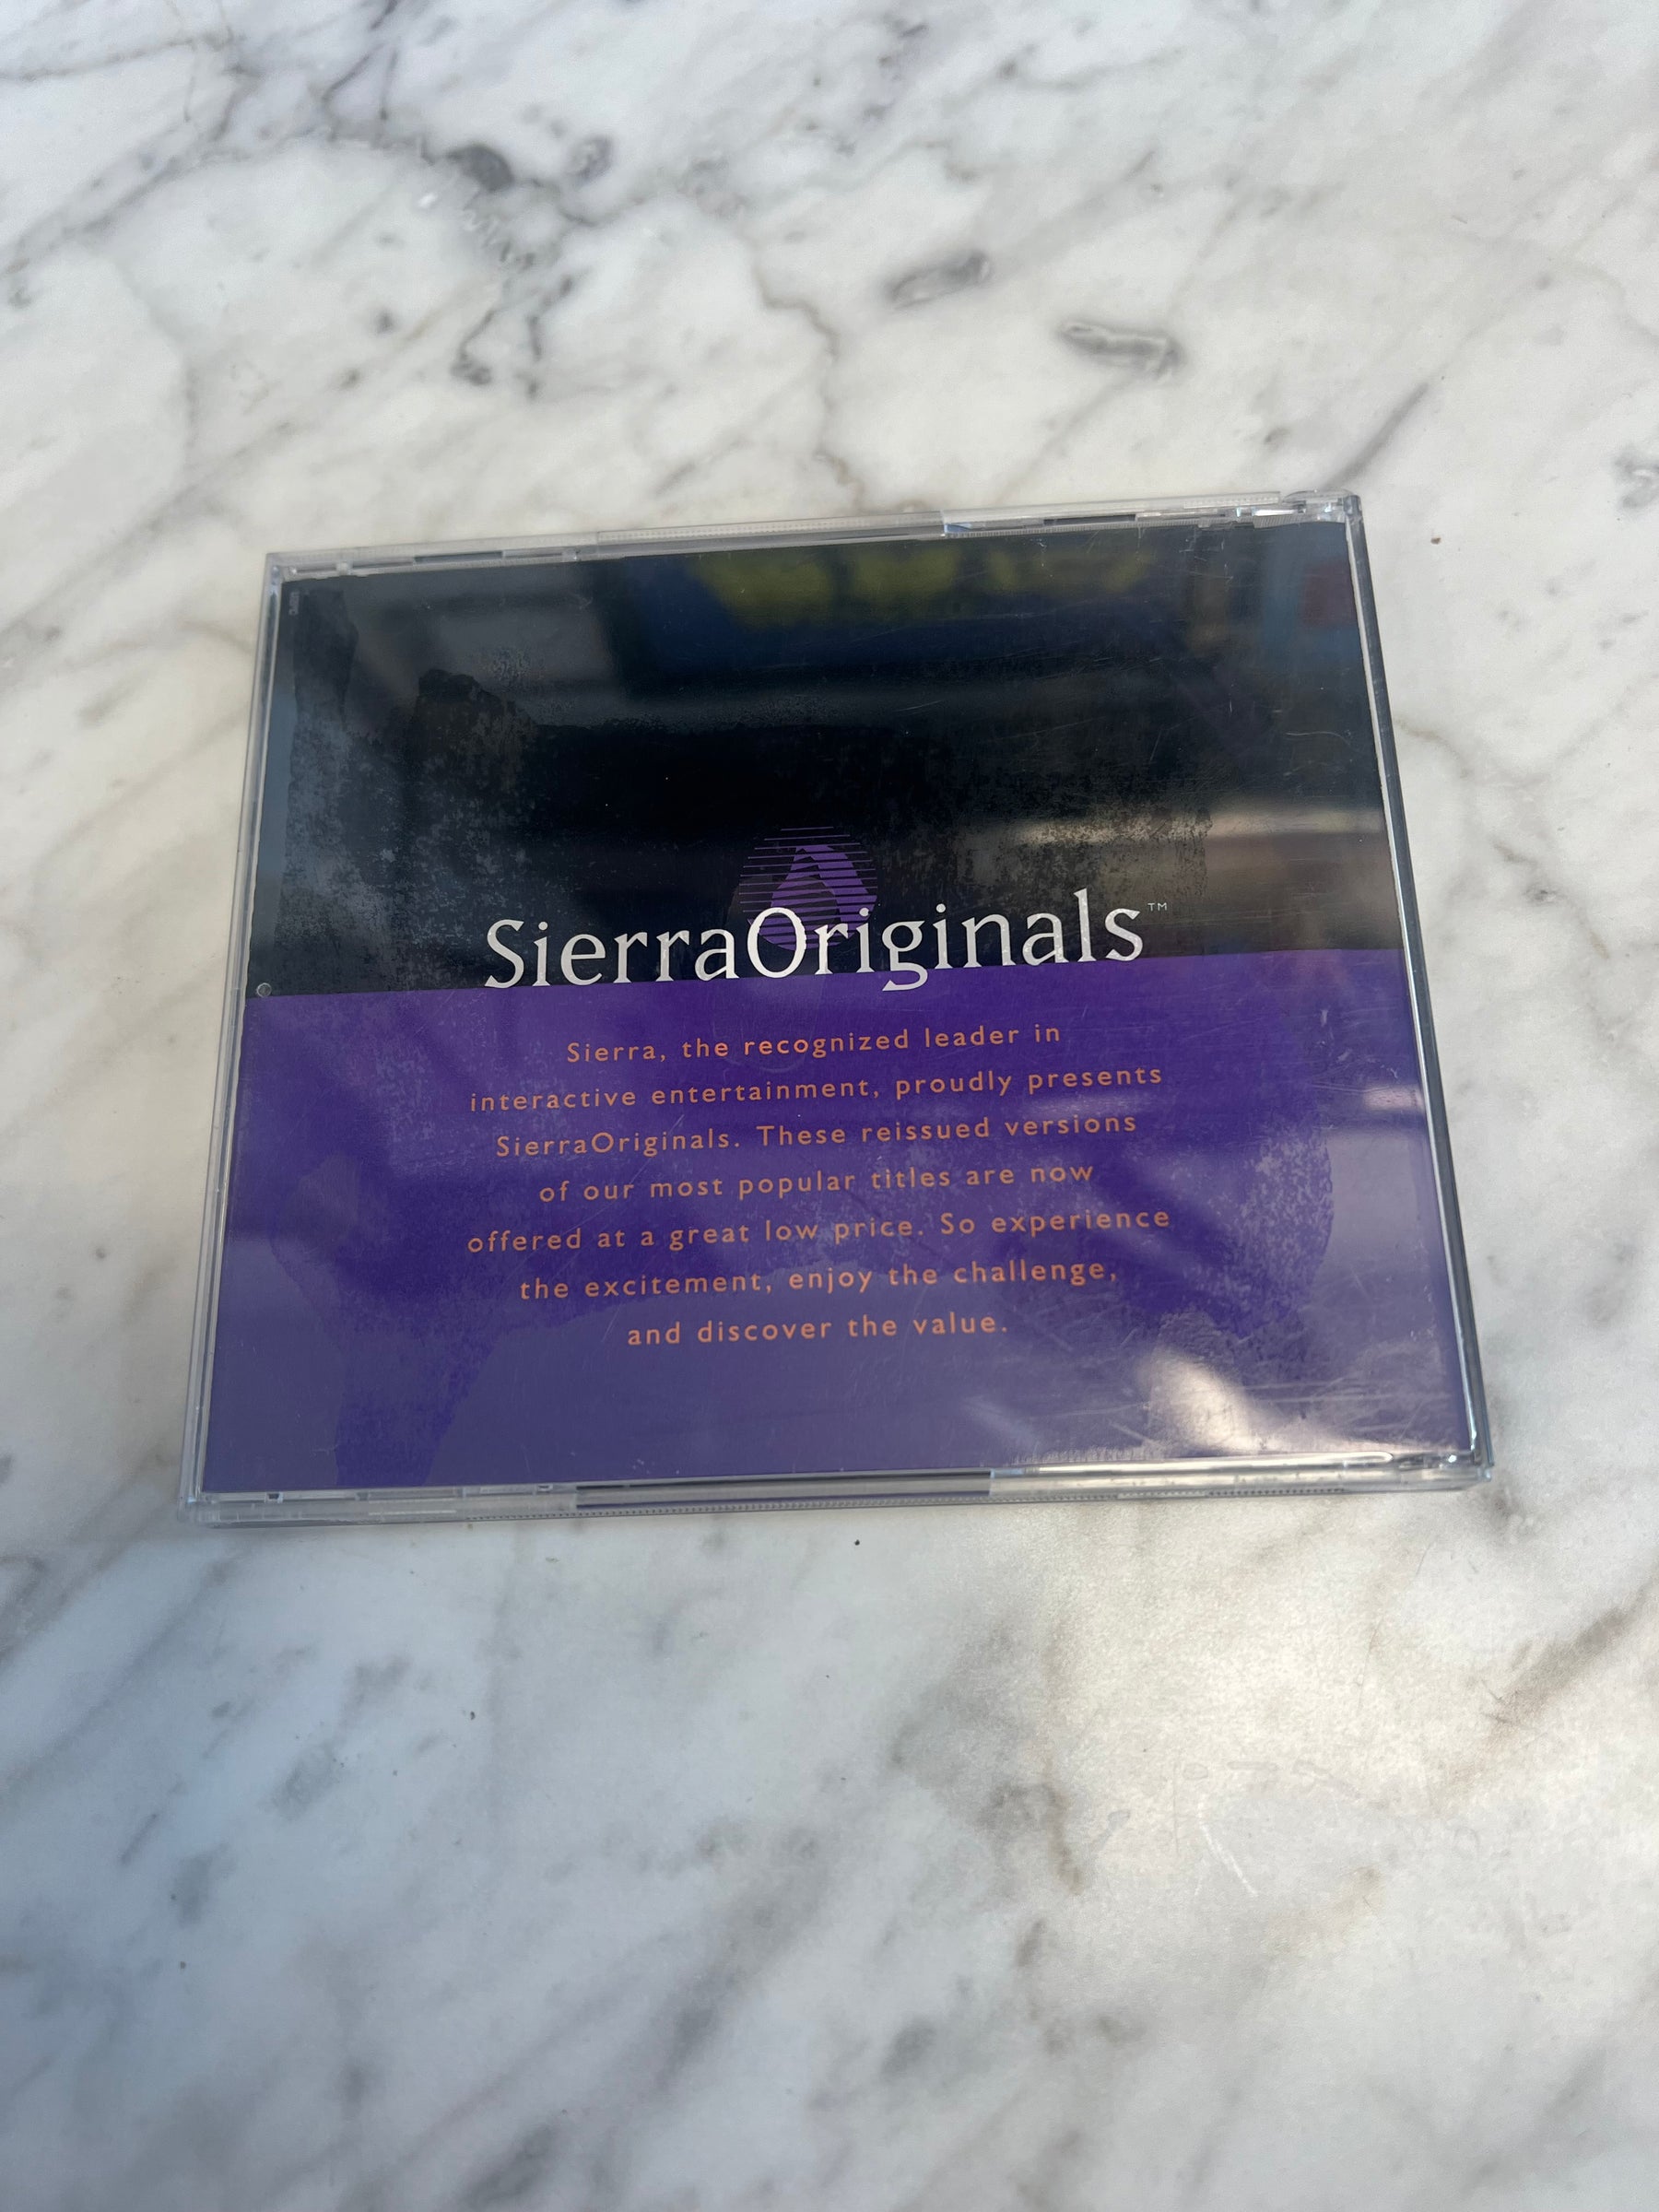 SierraOriginals™
Sierra, the recognized leader in
interactive entertainment, proudly presents
SierraOriginals. These reissued versions
of our most popular titles are now
offered at a great low price. So experience
the excitement, enjoy the challenge,
and discover the value.